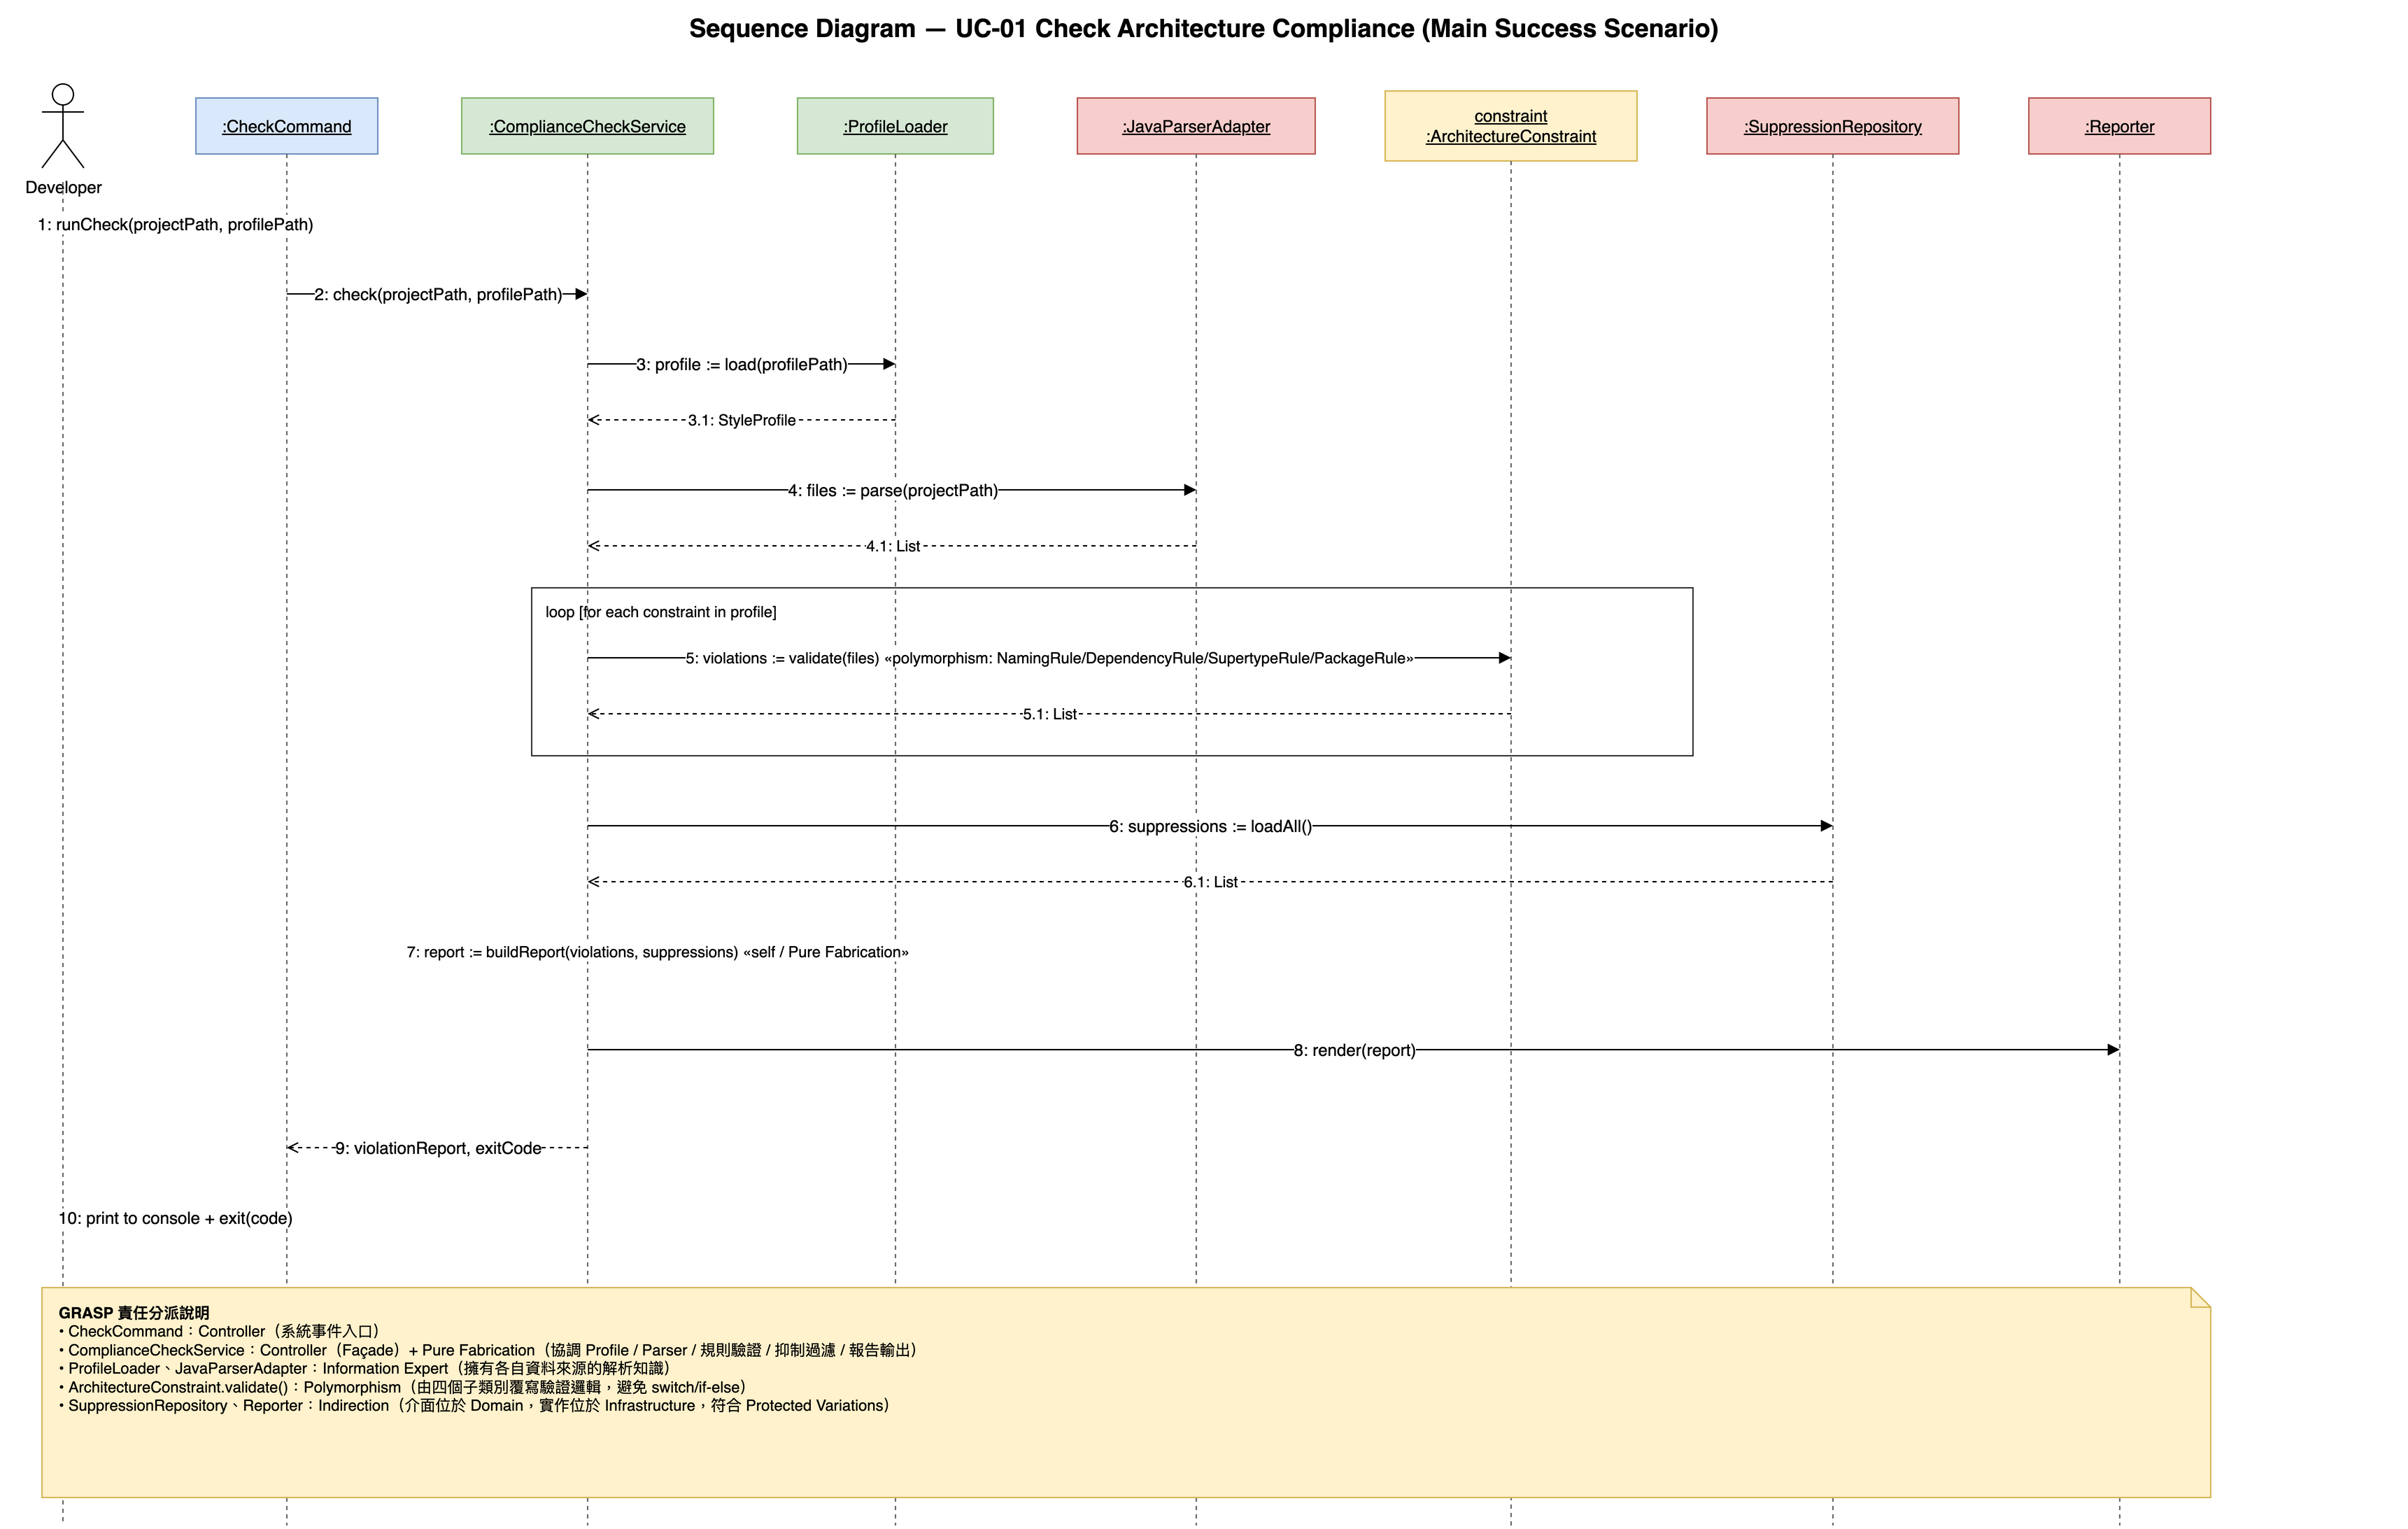 Sequence Diagram — UC-01 Check Architecture Compliance (Main Success Scenario)
Developer
:CheckCommand
:ComplianceCheckService
:ProfileLoader
:JavaParserAdapter
constraint
:ArchitectureConstraint
:SuppressionRepository
:Reporter
1: runCheck(projectPath, profilePath)
2: check(projectPath, profilePath)
3: profile := load(profilePath)
3.1: StyleProfile
4: files := parse(projectPath)
4.1: List
loop [for each constraint in profile]
5: violations := validate(files) «polymorphism: NamingRule/DependencyRule/SupertypeRule/PackageRule»
5.1: List
6: suppressions := loadAll()
6.1: List
7: report := buildReport(violations, suppressions) «self / Pure Fabrication»
8: render(report)
9: violationReport, exitCode
10: print to console + exit(code)
GRASP 責任分派說明
• CheckCommand：Controller（系統事件入口）
• ComplianceCheckService：Controller（Façade）+ Pure Fabrication（協調 Profile / Parser / 規則驗證 / 抑制過濾 / 報告輸出）
• ProfileLoader、JavaParserAdapter：Information Expert（擁有各自資料來源的解析知識）
• ArchitectureConstraint.validate()：Polymorphism（由四個子類別覆寫驗證邏輯，避免 switch/if-else）
• SuppressionRepository、Reporter：Indirection（介面位於 Domain，實作位於 Infrastructure，符合 Protected Variations）